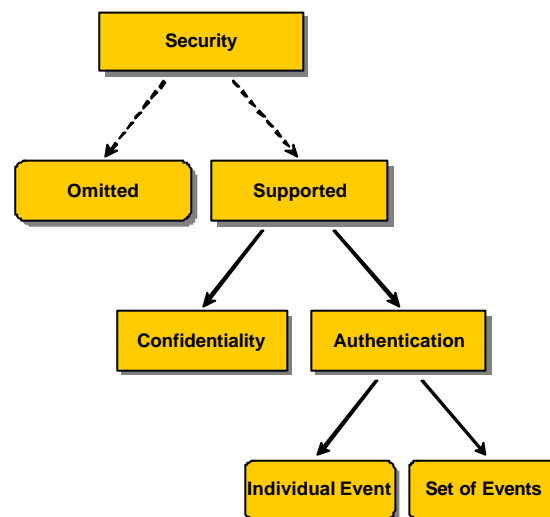 Security
Omitted
Supported
Confidentiality
Authentication
Individual Event
Set of Events